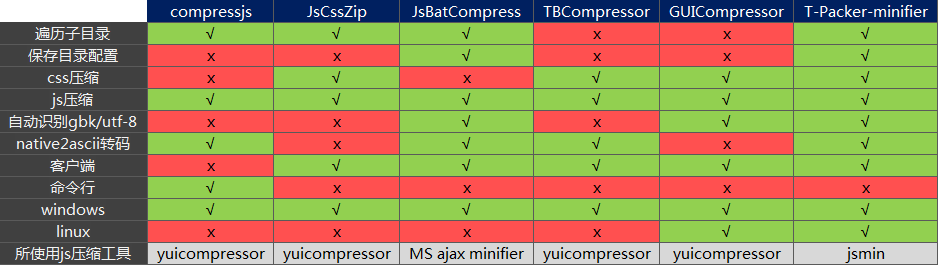 compressjs JsCssZip JsBatCompress TBCompressor GUICompressor T-Packer-minifier
遍历子目录 √ √ √ x x √
保存目录配置 x x √ x x √
css压缩 x √ x √ √ √
js压缩 √ √ √ √ √ √
自动识别gbk/utf-8 x x √ x √ √
native2ascii转码 √ x √ √ x √
客户端 x √ √ √ √ √
命令行 √ x x x x x
windows √ √ √ √ √ √
linux x x x x √ √
所使用js压缩工具 yuicompressor yuicompressor MS ajax minifier yuicompressor yuicompressor jsmin